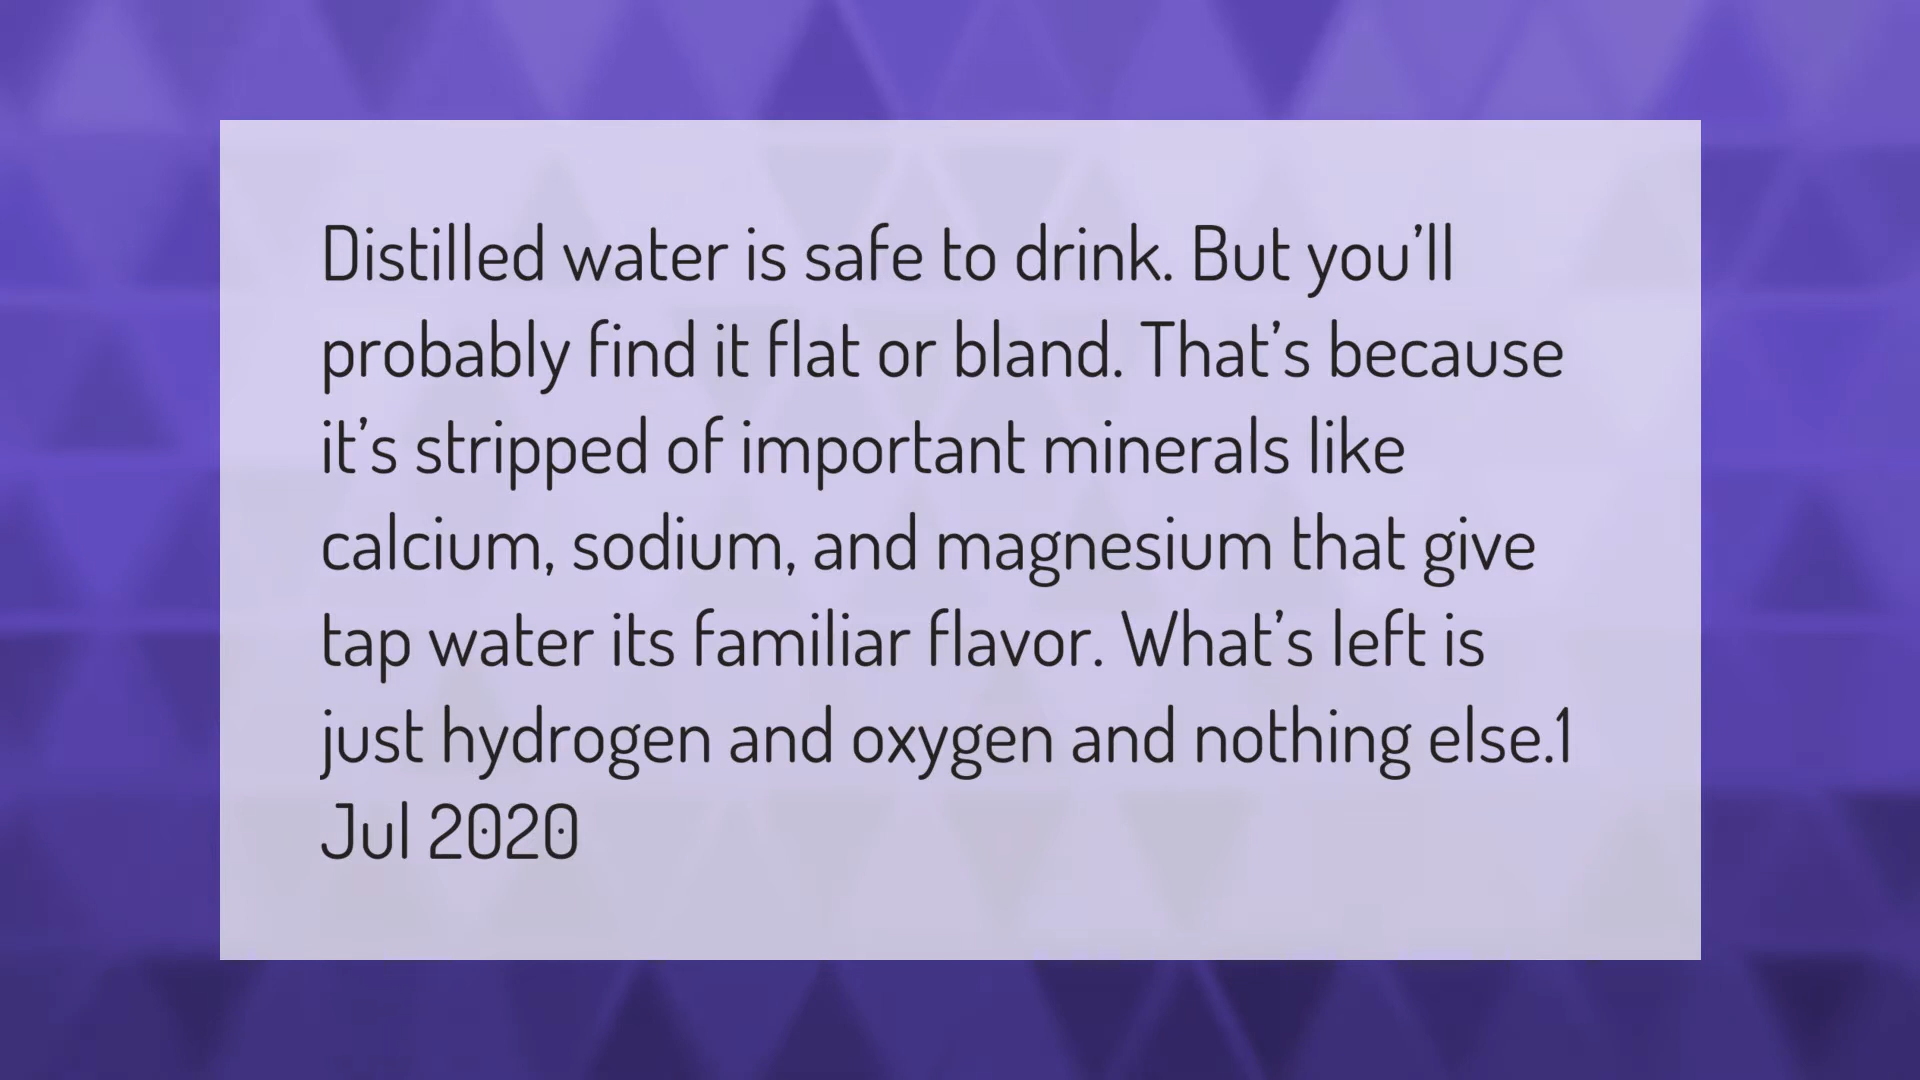 Distilled water is safe to drink. But you’ll
probably find it flat or bland. That’s because
it’s stripped of important minerals like
calcium, sodium, and magnesium that give
tap water its familiar flavor. What’s left is
just hydrogen and oxygen and nothing else.1
Jul 2020